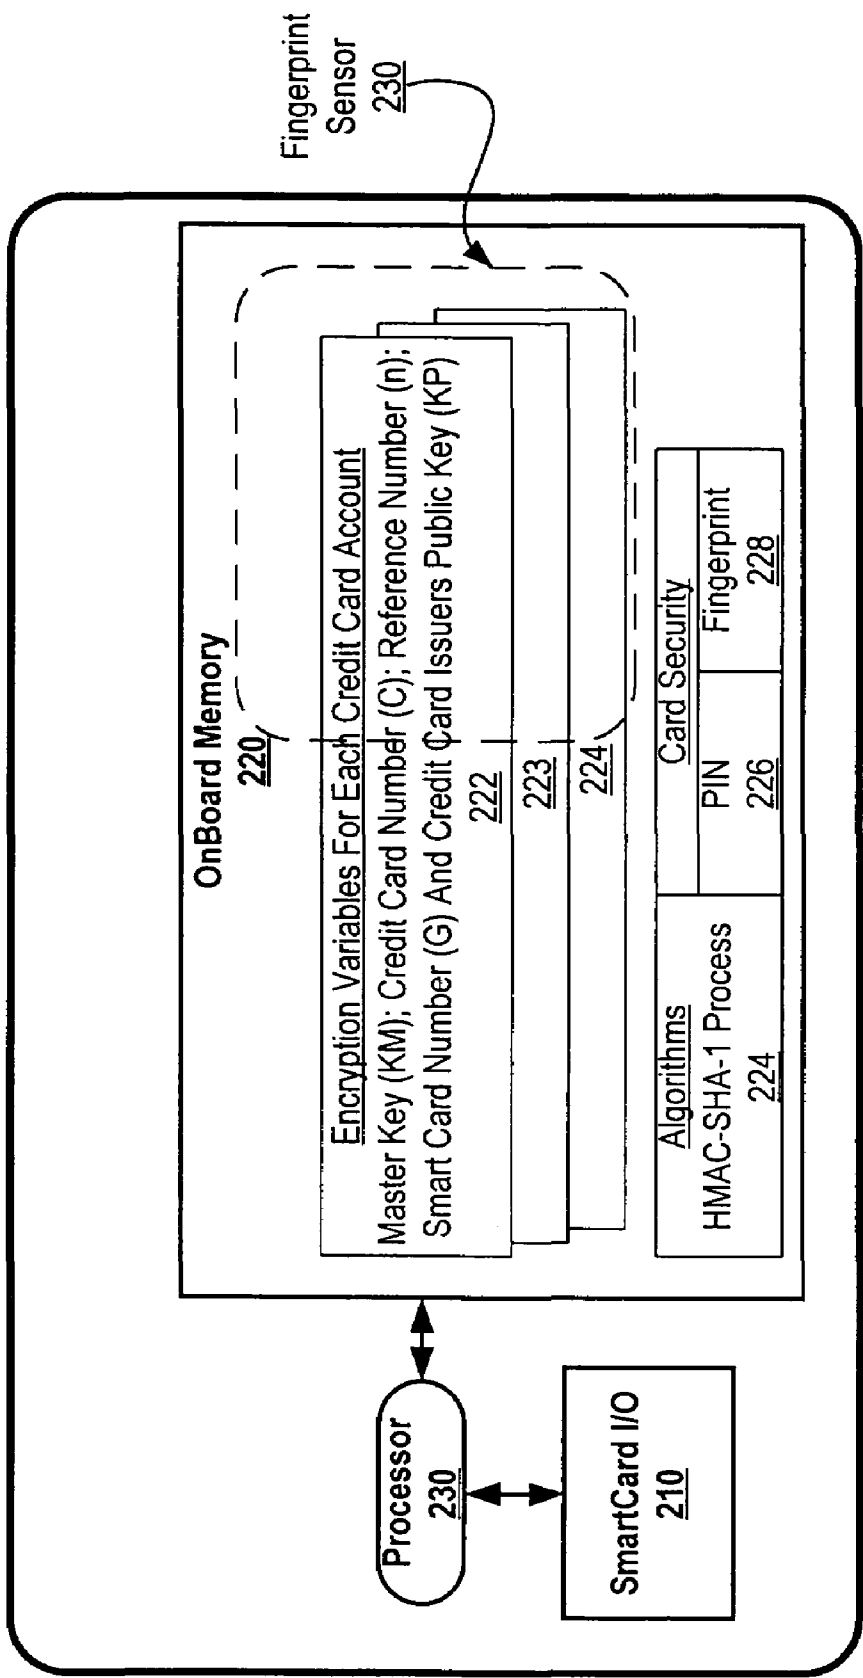 Fingerprint
Sensor
230
OnBoard Memory
220
Encryption Variables For Each Credit Card Account
Master Key (KM); Credit Card Number (C); Reference Number (n);
Smart Card Number (G) And Credit Card Issuers Public Key (KP)
222
223
224
Algorithms
HMAC-SHA-1 Process
224
Card Security
PIN
226
Fingerprint
228
Processor
230
SmartCard I/O
210